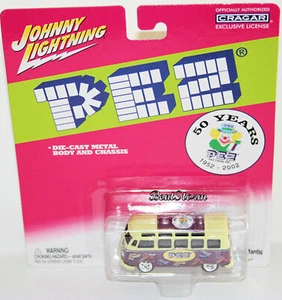 JOHNNY LIGHTNING
OFFICIALLY AUTHORIZED
CRAGAR
EXCLUSIVE LICENSE
PEZ®
• DIE-CAST METAL
BODY AND CHASSIS
50 YEARS
PEZ
1952 - 2002
WARNING: